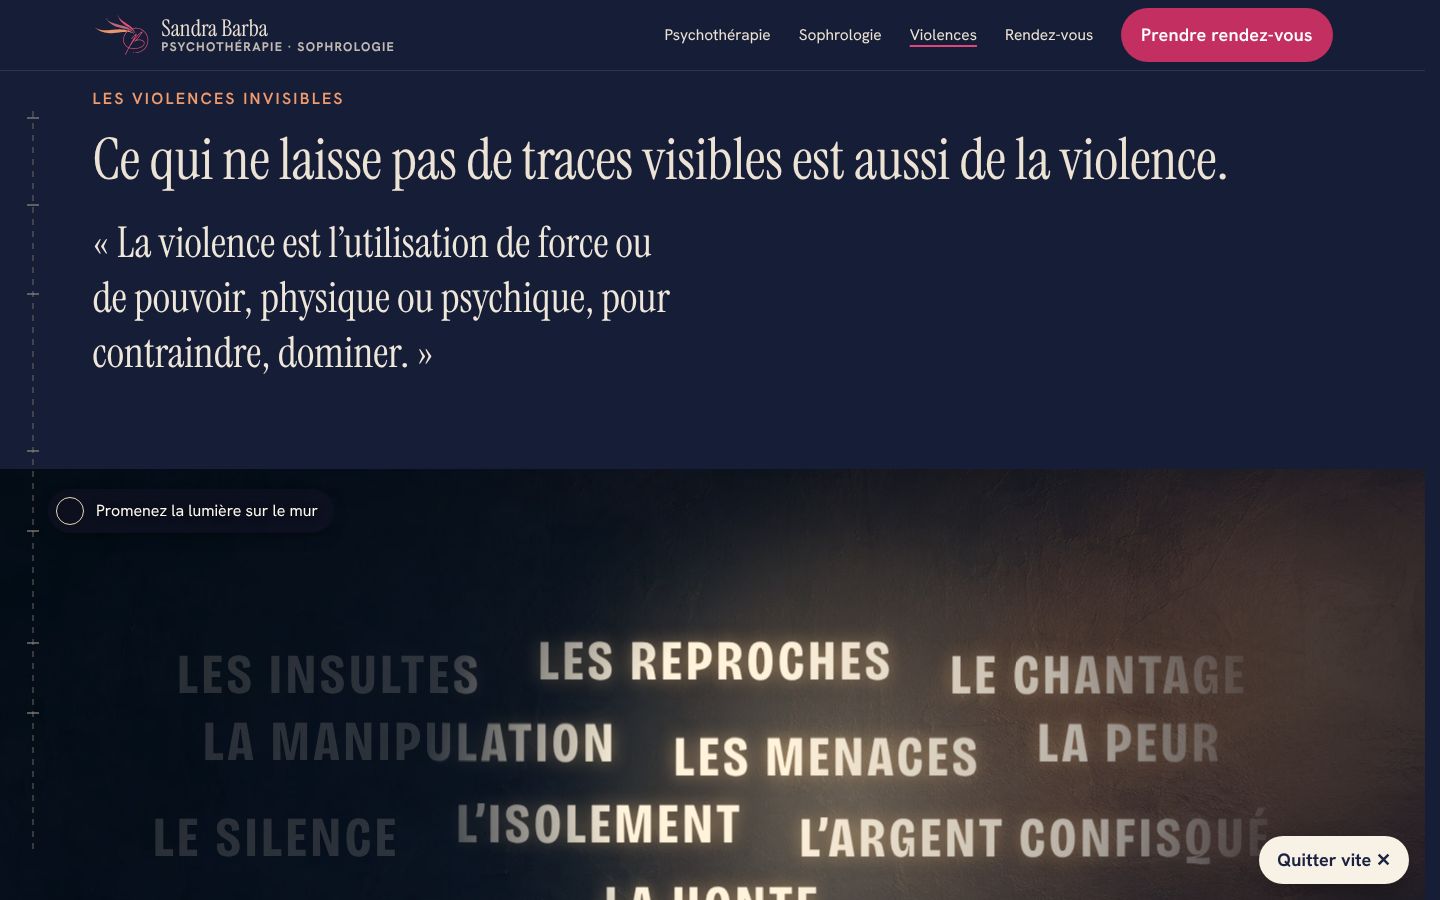 Sandra Barba
PSYCHOTHÉRAPIE · SOPHROLOGIE
Psychothérapie
Sophrologie
Violences
Rendez-vous
Prendre rendez-vous
LES VIOLENCES INVISIBLES
Ce qui ne laisse pas de traces visibles est aussi de la violence.
« La violence est l’utilisation de force ou
de pouvoir, physique ou psychique, pour
contraindre, dominer. »
Promenez la lumière sur le mur
LES INSULTES
LES REPROCHES
LE CHANTAGE
LA MANIPULATION
LES MENACES
LA PEUR
LE SILENCE
L’ISOLEMENT
L’ARGENT CONFISQUÉ
LA HONTE
Quitter vite ✕